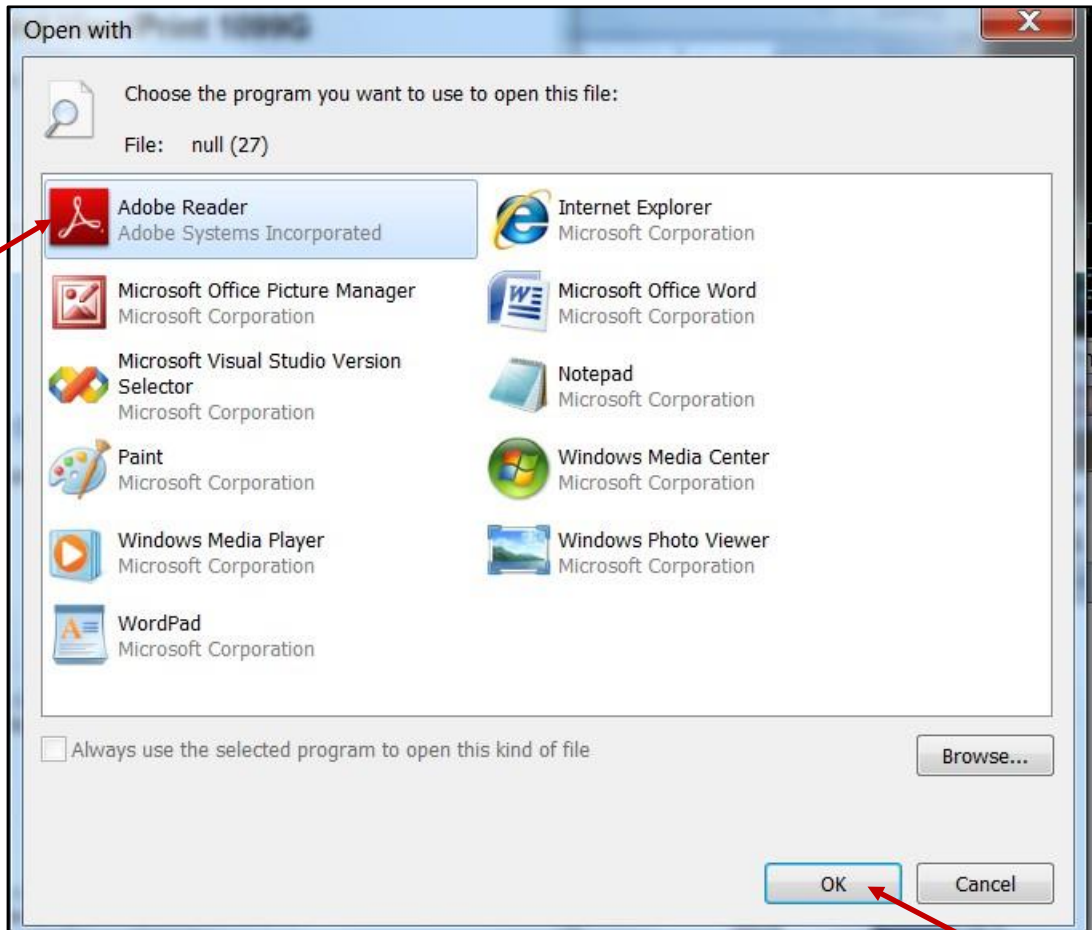 Open with
Print 1099G
Choose the program you want to use to open this file:
File: null (27)
Adobe Reader
Adobe Systems Incorporated
Internet Explorer
Microsoft Corporation
Microsoft Office Picture Manager
Microsoft Corporation
Microsoft Office Word
Microsoft Corporation
Microsoft Visual Studio Version
Selector
Microsoft Corporation
Notepad
Microsoft Corporation
Paint
Microsoft Corporation
Windows Media Center
Microsoft Corporation
Windows Media Player
Microsoft Corporation
Windows Photo Viewer
Microsoft Corporation
WordPad
Microsoft Corporation
Always use the selected program to open this kind of file
Browse...
OK
Cancel